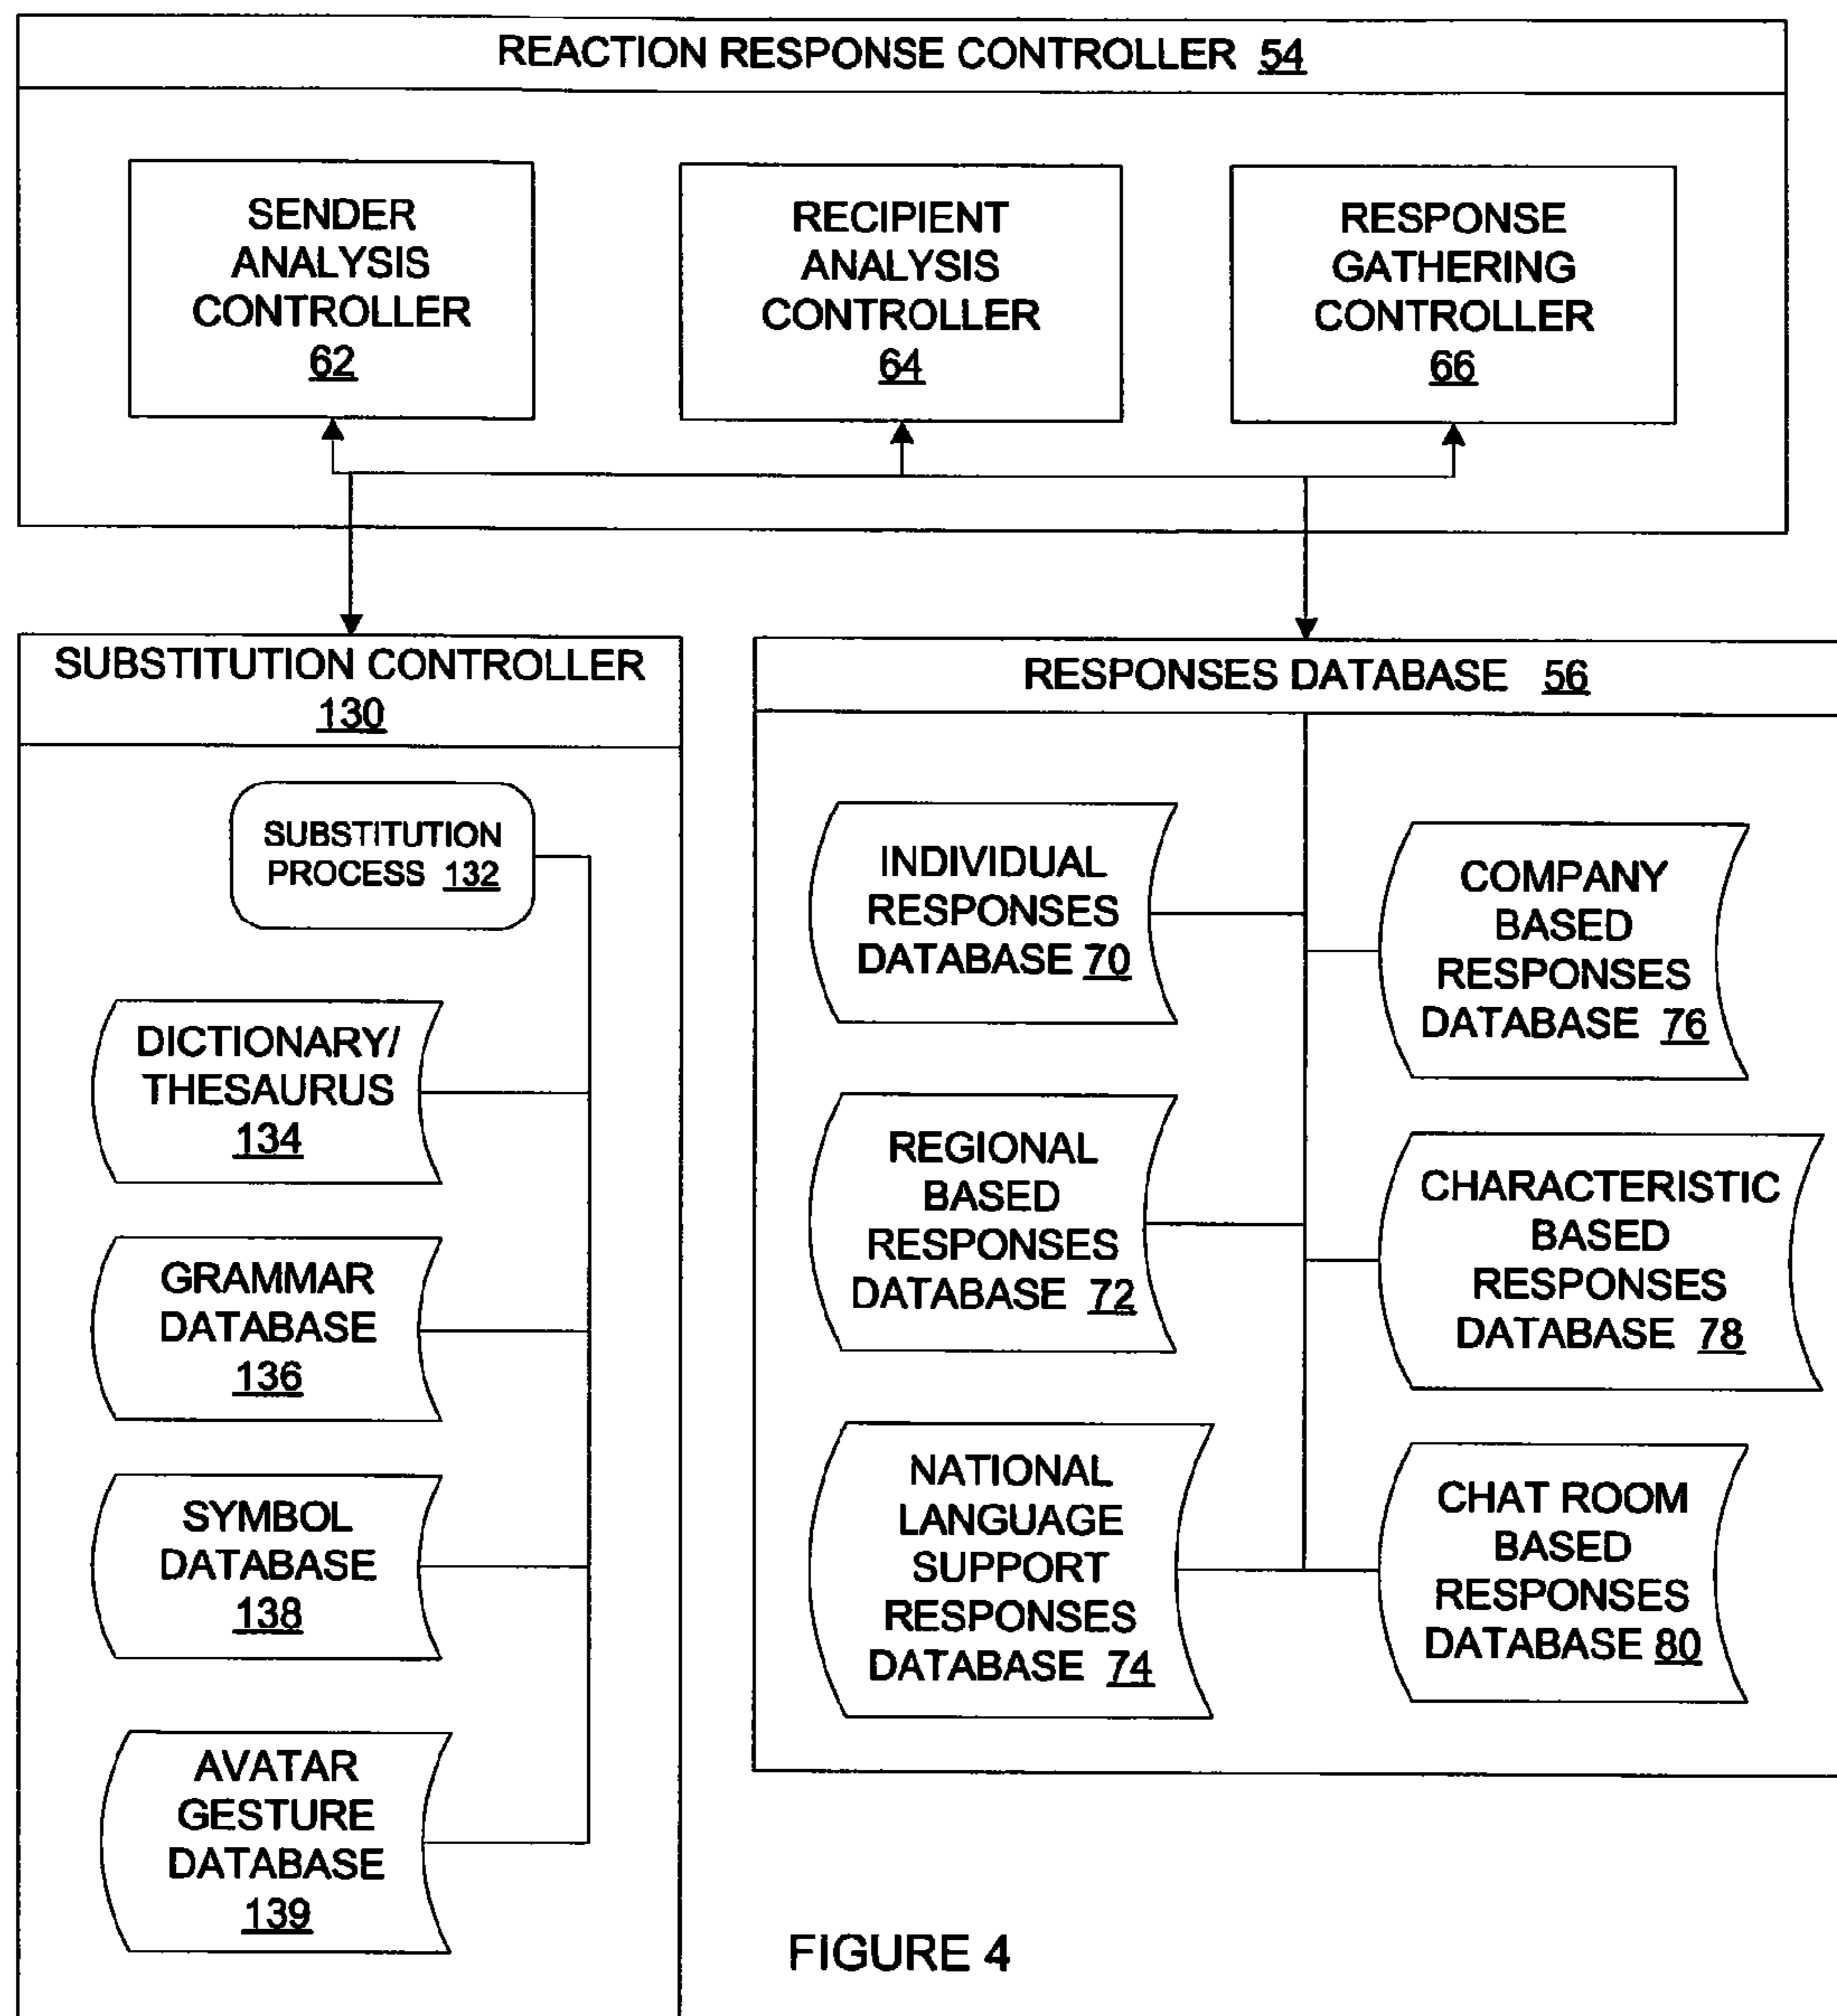 REACTION RESPONSE CONTROLLER 54
SENDER
ANALYSIS
CONTROLLER
62
RECIPIENT
ANALYSIS
CONTROLLER
64
RESPONSE
GATHERING
CONTROLLER
66
SUBSTITUTION CONTROLLER
130
SUBSTITUTION
PROCESS 132
DICTIONARY/
THESAURUS
134
GRAMMAR
DATABASE
136
SYMBOL
DATABASE
138
AVATAR
GESTURE
DATABASE
139
RESPONSES DATABASE 56
INDIVIDUAL
RESPONSES
DATABASE 70
REGIONAL
BASED
RESPONSES
DATABASE 72
NATIONAL
LANGUAGE
SUPPORT
RESPONSES
DATABASE 74
COMPANY
BASED
RESPONSES
DATABASE 76
CHARACTERISTIC
BASED
RESPONSES
DATABASE 78
CHAT ROOM
BASED
RESPONSES
DATABASE 80
FIGURE 4